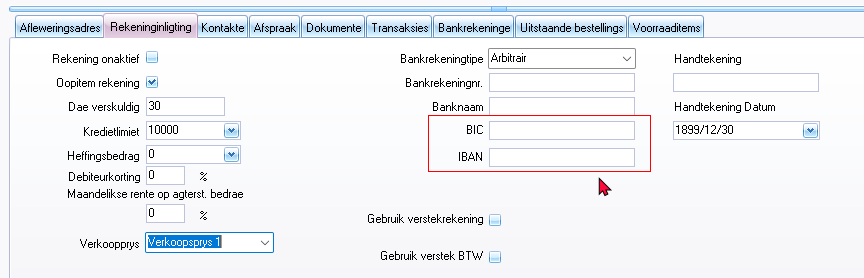 Afleweringsadres Rekeninginligting Kontakte Afspraak Dokumente Transaksies Bankrekeninge Uitstaande bestellings Voorraaditems
Rekening onaktief
Oopitem rekening
Dae verskuldig 30
Kredietlimiet 10000
Heffingsbedrag 0
Debiteurkorting 0 %
Maandelikse rente op agterst. bedrae
0 %
Verkoopprys Verkoopsprys 1
Bankrekeningtipe Arbitrair
Bankrekeningnr.
Banknaam
BIC
IBAN
Gebruik verstekrekening
Gebruik verstek BTW
Handtekening
Handtekening Datum
1899/12/30